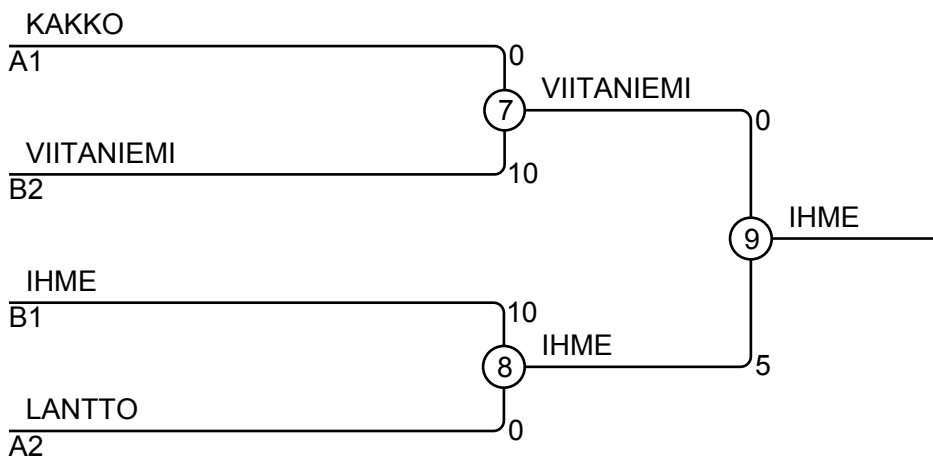 KAKKO
A1
0
7
VIITANIEMI
0
VIITANIEMI
B2
10
9
IHME
IHME
B1
10
8
IHME
5
LANTTO
A2
0